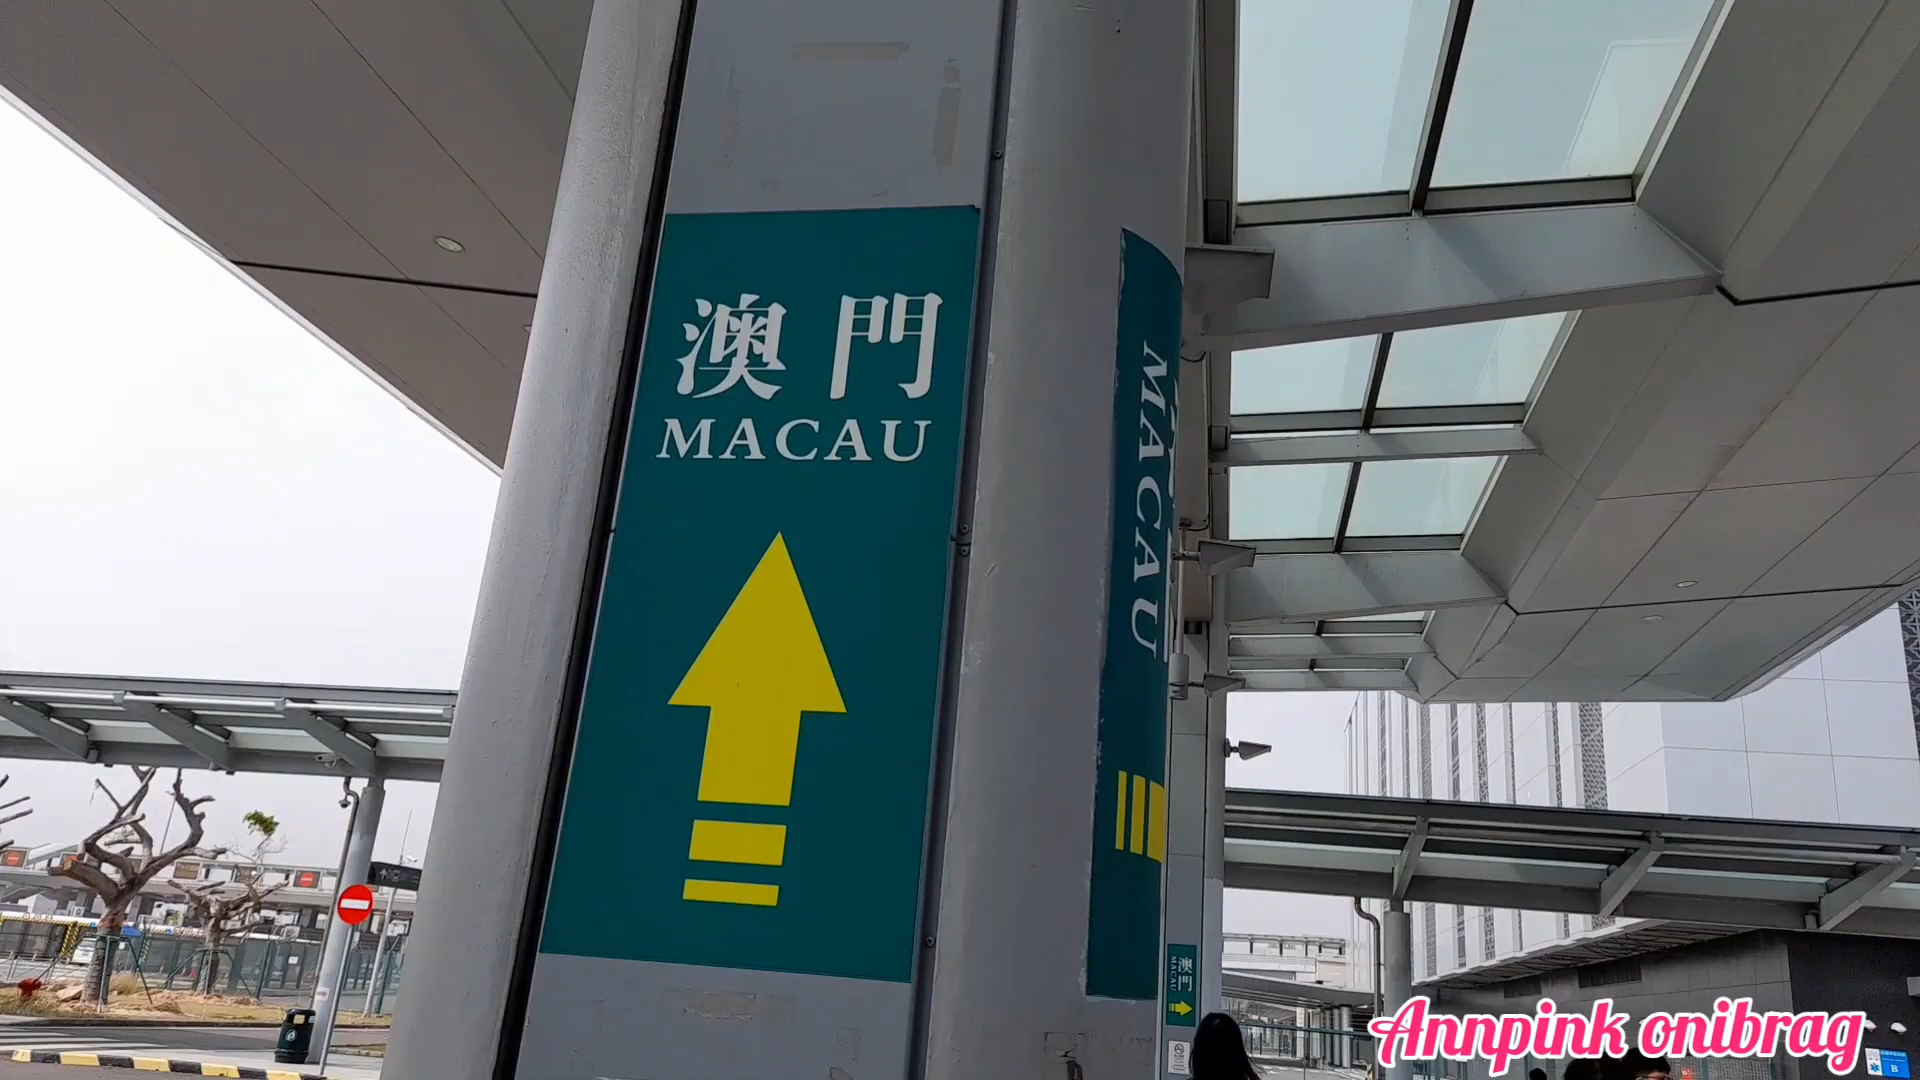 澳門
MACAU
MACAU
澳門
MACAU
Annpink onibrag
B